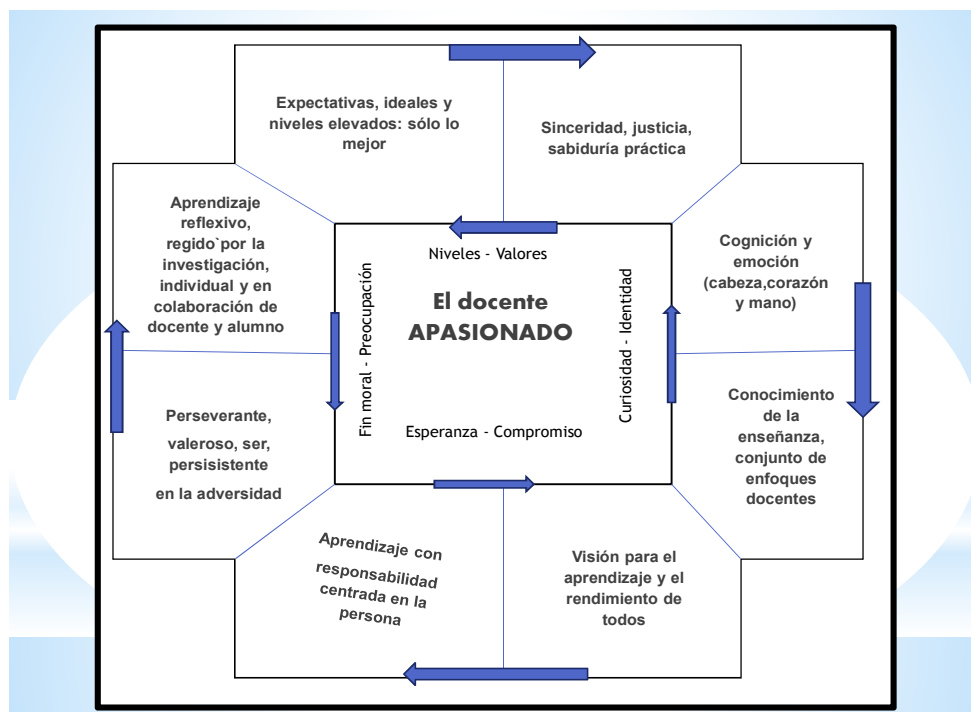 Expectativas, ideales y
niveles elevados: sólo lo
mejor
Sinceridad, justicia,
sabiduría práctica
Aprendizaje
reflexivo,
regido`por la
investigación,
individual y en
colaboración de
docente y alumno
Cognición y
emoción
(cabeza,corazón
y mano)
Niveles - Valores
El docente
APASIONADO
Fin moral - Preocupación
Curiosidad - Identidad
Esperanza - Compromiso
Perseverante,
valeroso, ser,
persisistente
en la adversidad
Conocimiento
de la
enseñanza,
conjunto de
enfoques
docentes
Aprendizaje con
responsabilidad
centrada en la
persona
Visión para el
aprendizaje y el
rendimiento de
todos